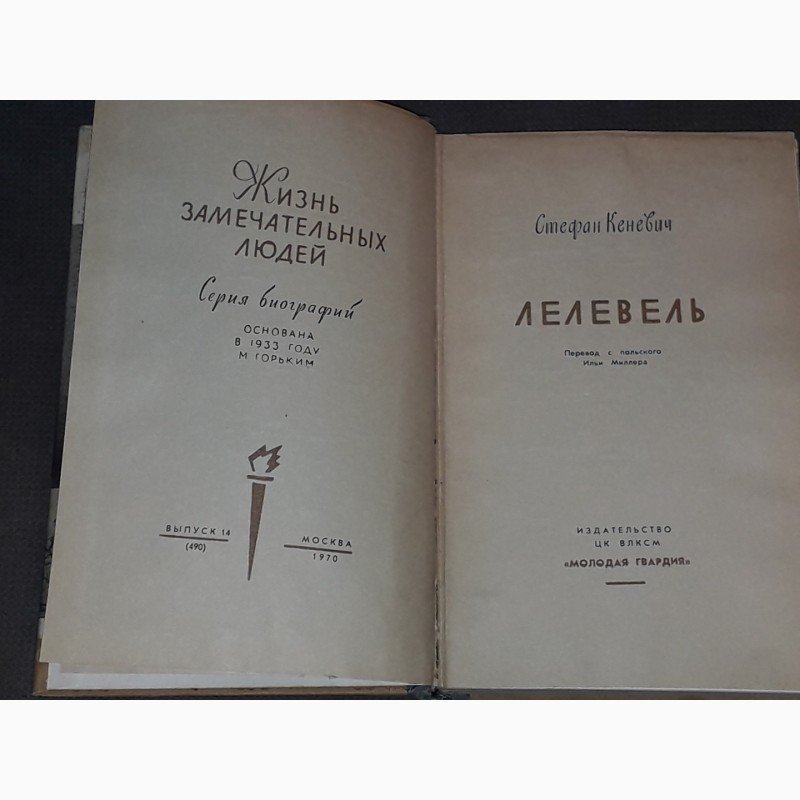 Жизнь
ЗАМЕЧАТЕЛЬНЫХ
ЛЮДЕЙ
Серия биографий
ОСНОВАНА
В 1933 ГОДУ
М ГОРЬКИМ
ВЫПУСК 14
(490)
МОСКВА
1970
Стефан Кеневич
ЛЕЛЕВЕЛЬ
Перевод с польского
Ильи Миллера
ИЗДАТЕЛЬСТВО
ЦК ВЛКСМ
«МОЛОДАЯ ГВАРДИЯ»